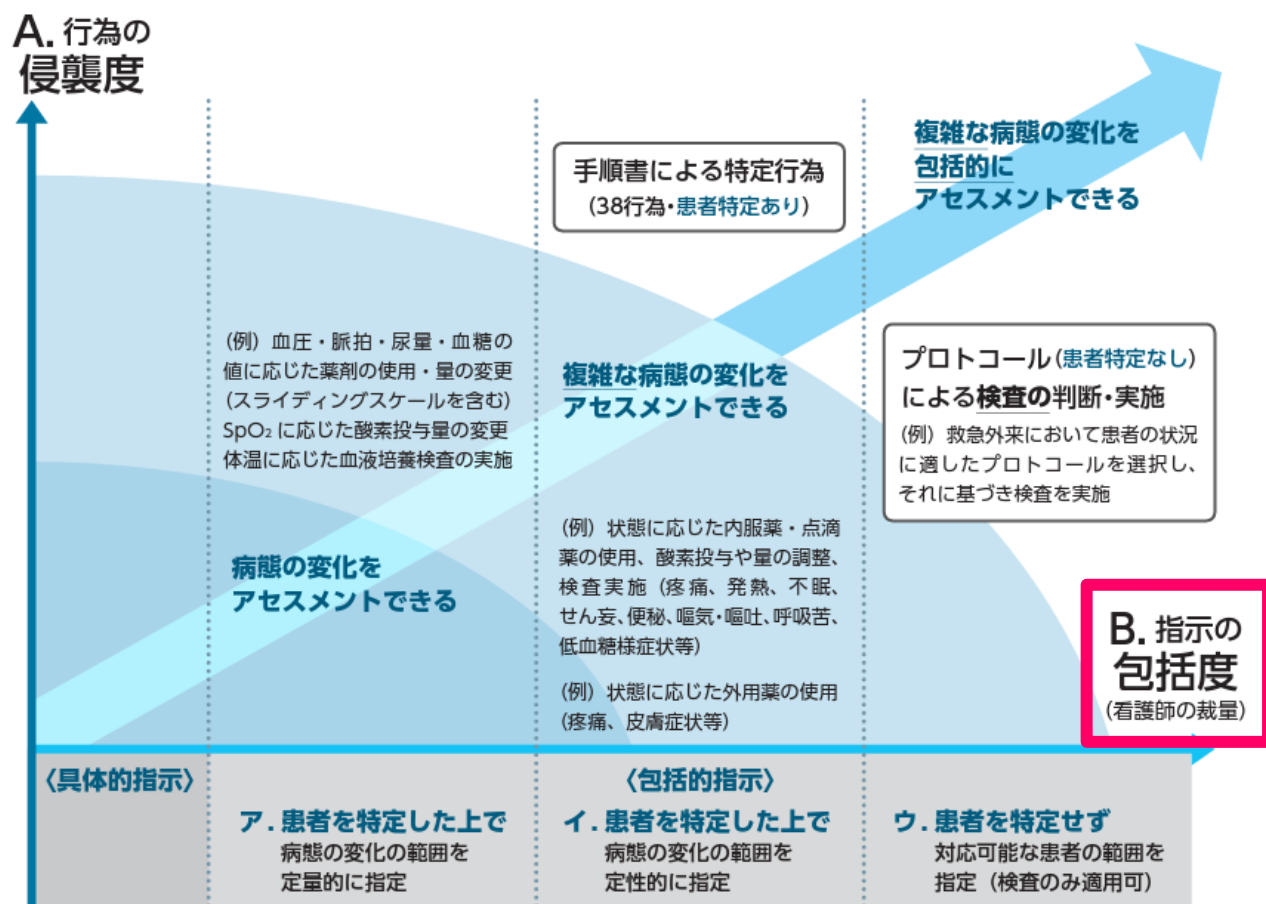 A. 行為の
侵襲度
複雑な病態の変化を
包括的に
アセスメントできる
手順書による特定行為
(38行為・患者特定あり)
(例) 血圧・脈拍・尿量・血糖の
値に応じた薬剤の使用・量の変更
(スライディングスケールを含む)
SpO₂ に応じた酸素投与量の変更
体温に応じた血液培養検査の実施
複雑な病態の変化を
アセスメントできる
プロトコール(患者特定なし)
による検査の判断・実施
(例) 救急外来において患者の状況
に適したプロトコールを選択し、
それに基づき検査を実施
病態の変化を
アセスメントできる
(例) 状態に応じた内服薬・点滴
薬の使用、酸素投与や量の調整、
検査実施 (疼痛、発熱、不眠、
せん妄、便秘、嘔気・嘔吐、呼吸苦、
低血糖様症状等)
(例) 状態に応じた外用薬の使用
(疼痛、皮膚症状等)
B. 指示の
包括度
(看護師の裁量)
〈具体的指示〉
〈包括的指示〉
ア. 患者を特定した上で
病態の変化の範囲を
定量的に指定
イ. 患者を特定した上で
病態の変化の範囲を
定性的に指定
ウ. 患者を特定せず
対応可能な患者の範囲を
指定 (検査のみ適用可)